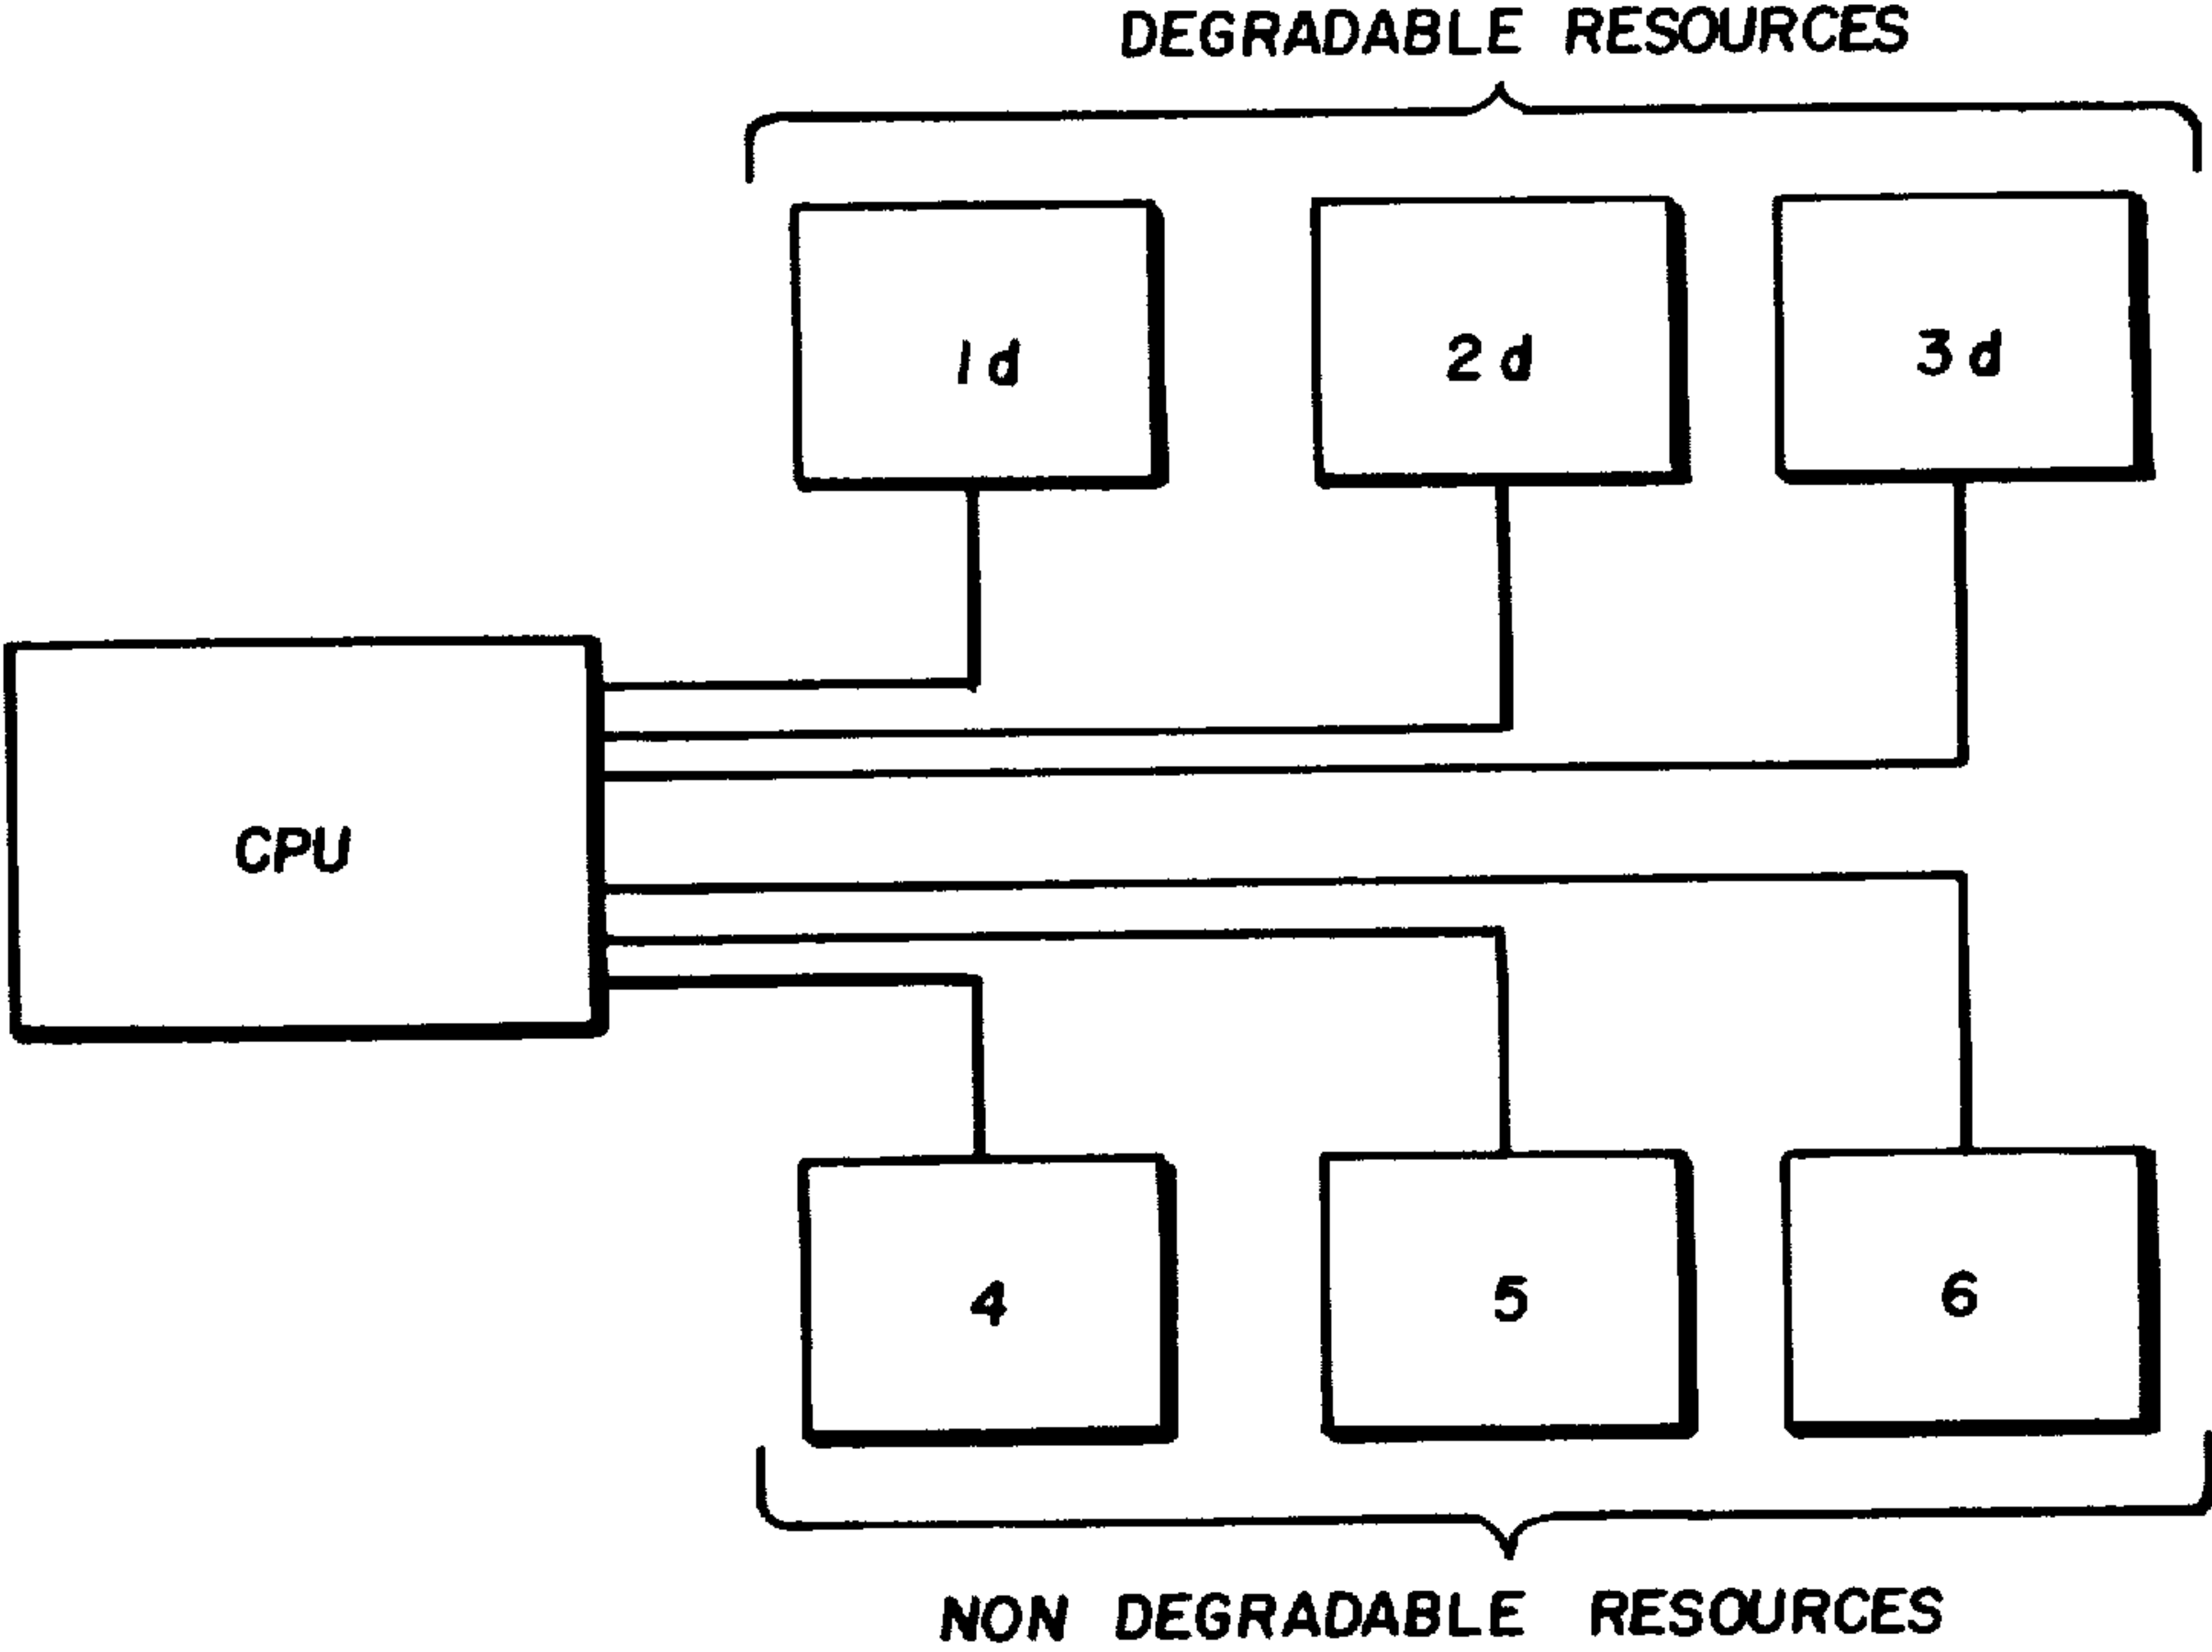 DEGRADABLE RESOURCES
1d
2d
3d
CPU
4
5
6
NON DEGRADABLE RESOURCES